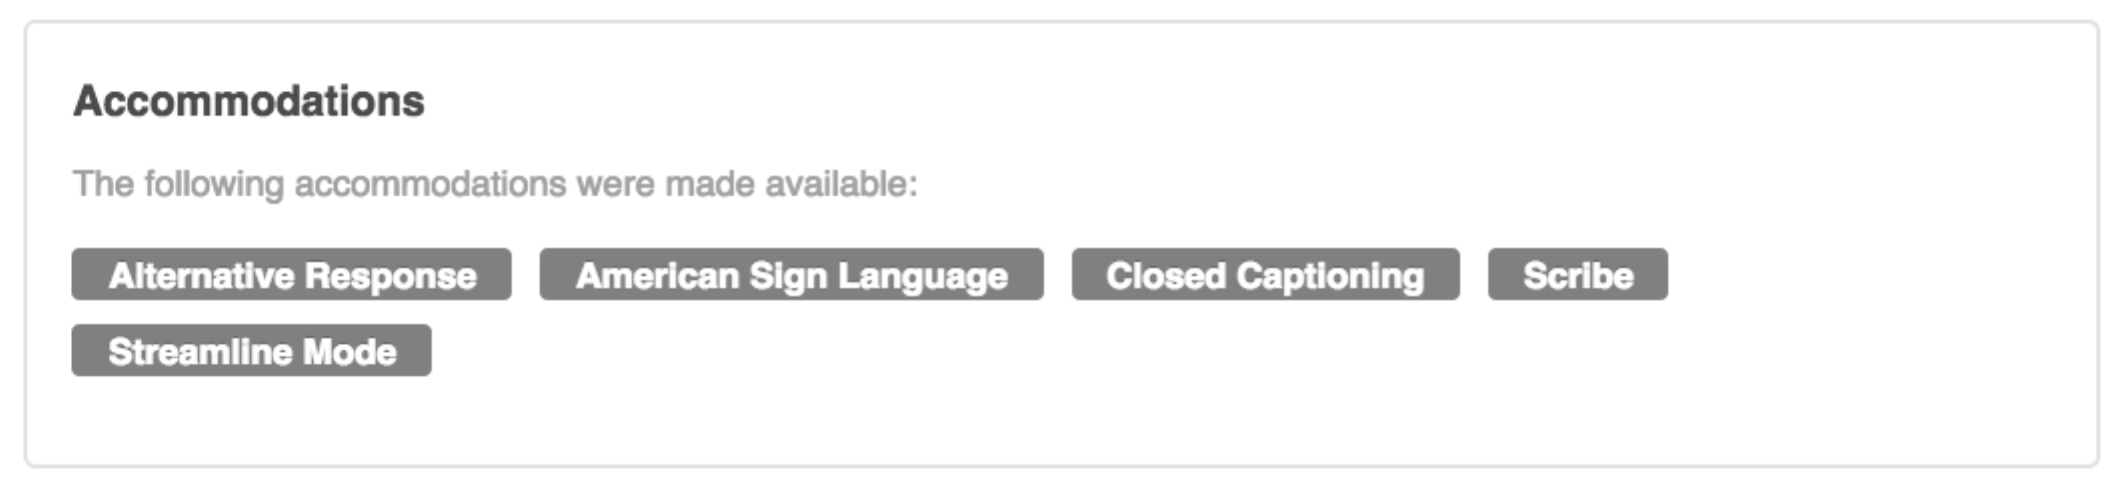 Accommodations
The following accommodations were made available:
Alternative Response American Sign Language Closed Captioning Scribe
Streamline Mode